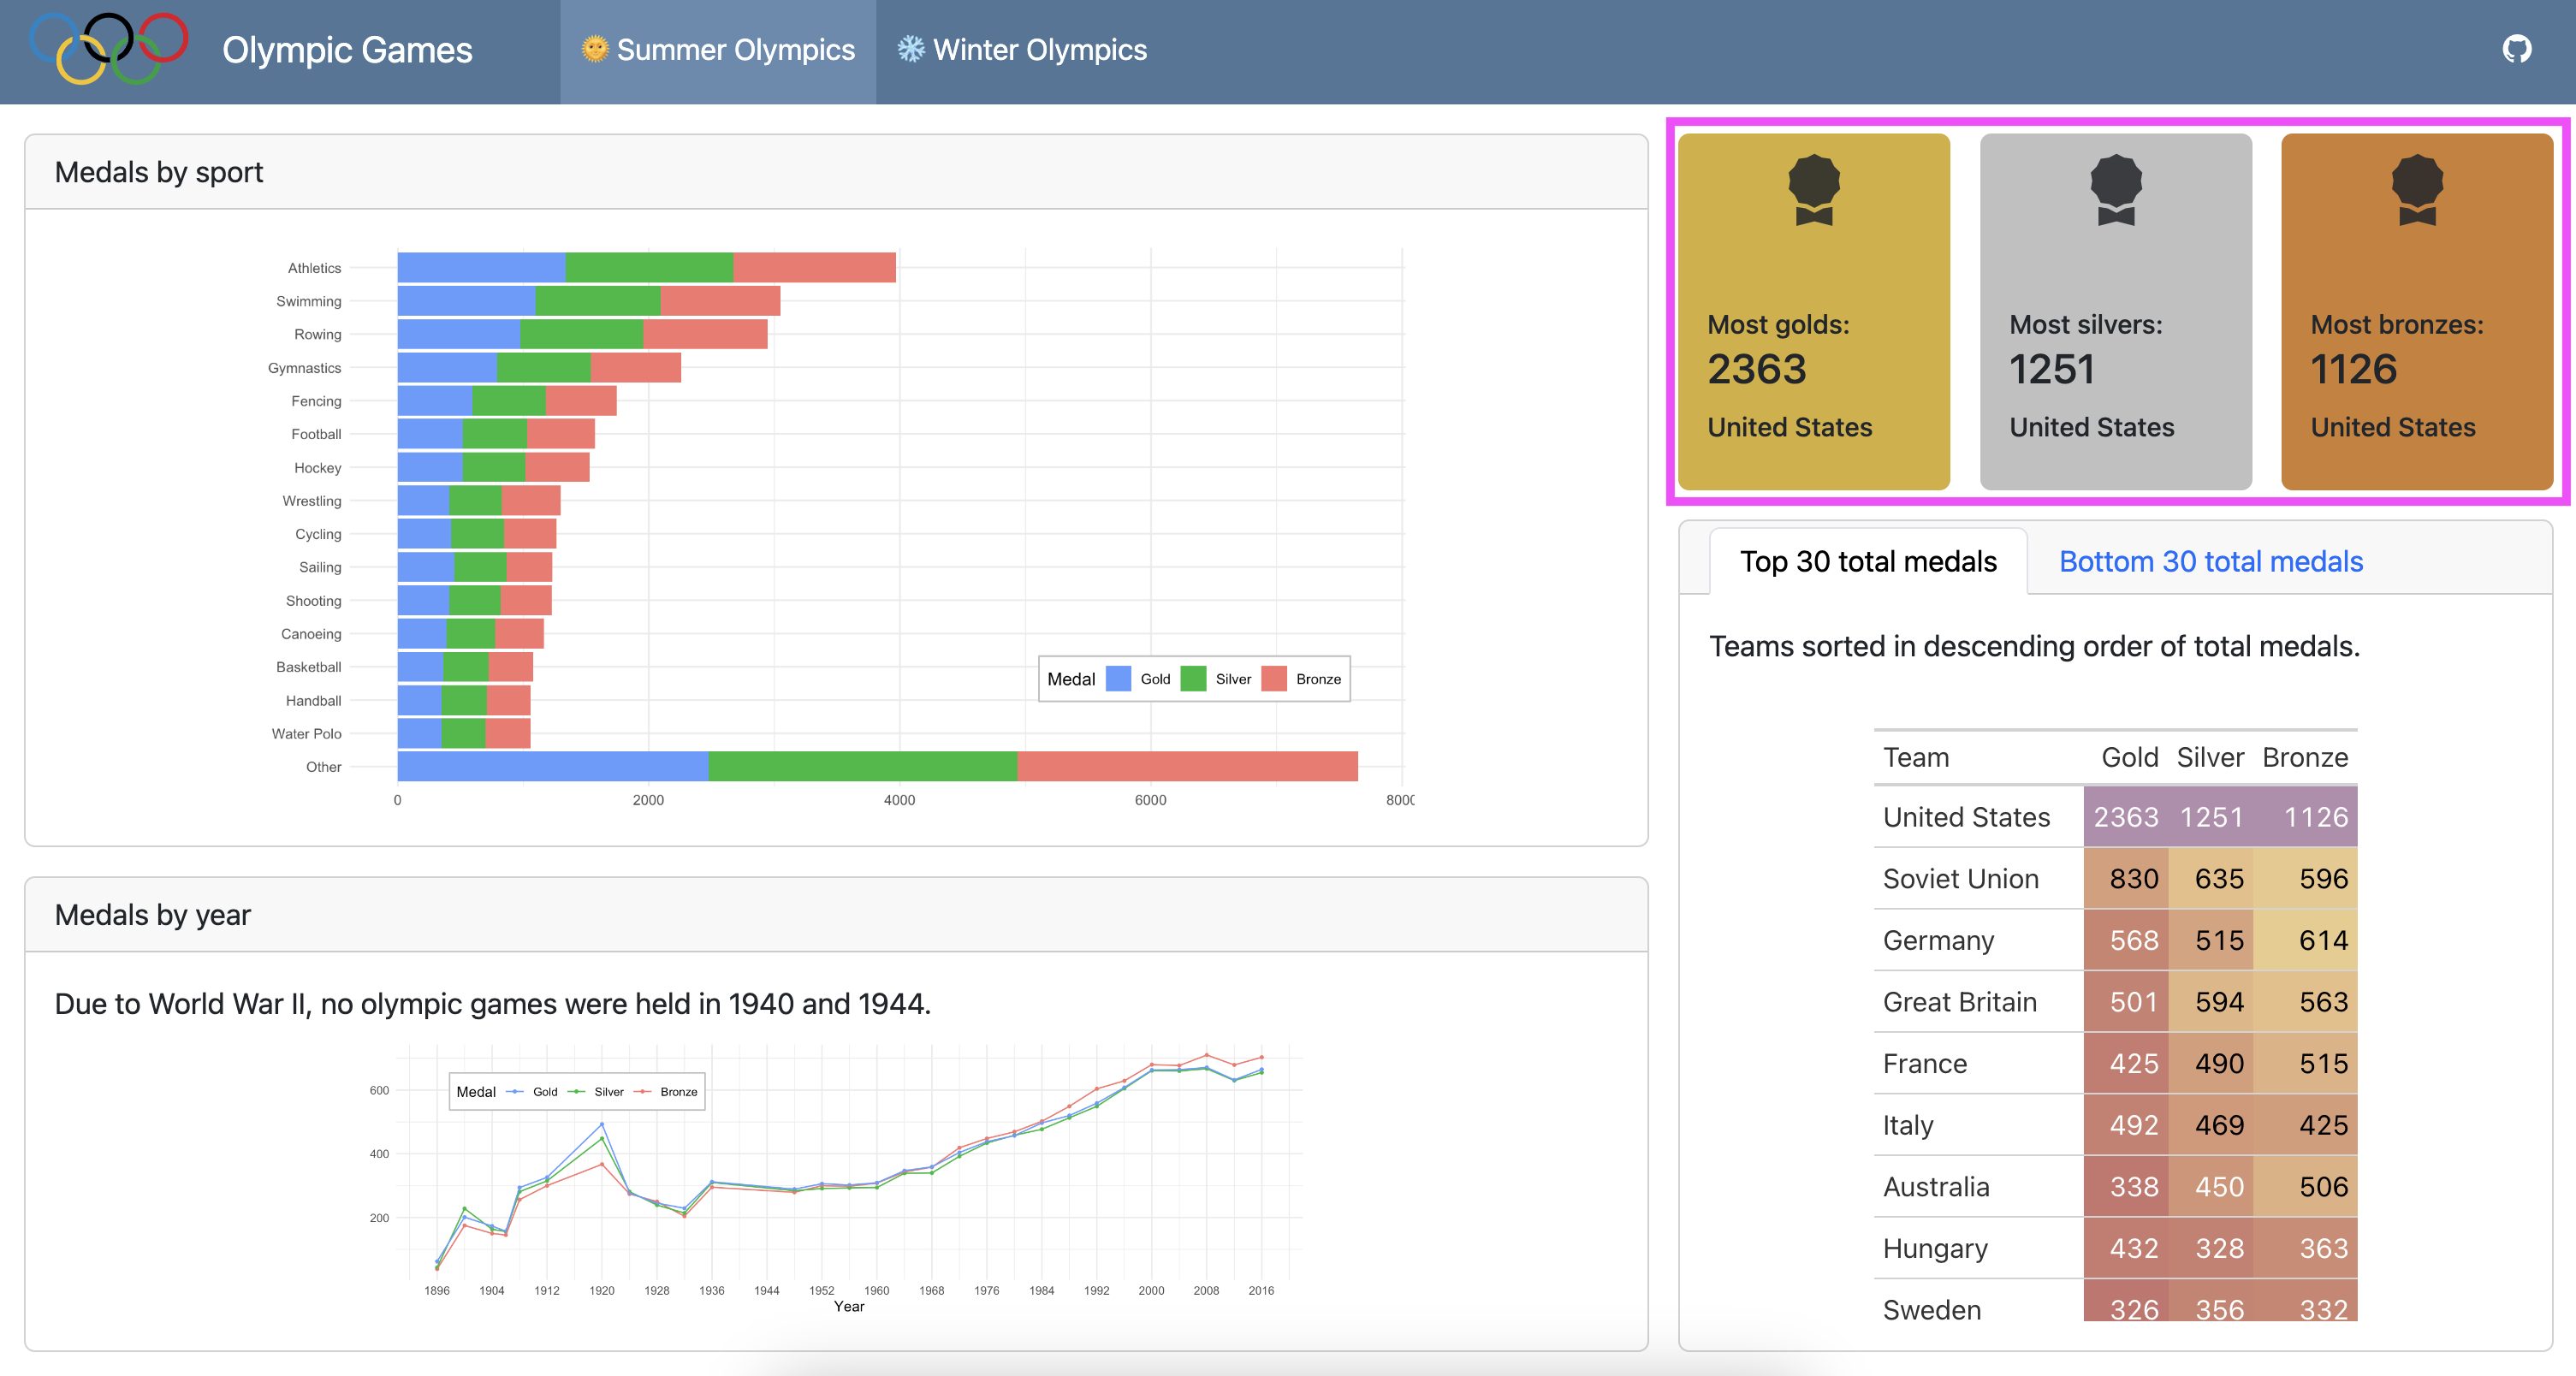 Olympic Games
🌞 Summer Olympics
❄️ Winter Olympics
Medals by sport
Athletics
Swimming
Rowing
Gymnastics
Fencing
Football
Hockey
Wrestling
Cycling
Sailing
Shooting
Canoeing
Basketball
Handball
Water Polo
Other
Medal Gold Silver Bronze
0 2000 4000 6000 8000
Medals by year
Due to World War II, no olympic games were held in 1940 and 1944.
Medal Gold Silver Bronze
600
400
200
1896 1904 1912 1920 1928 1936 1944 1952 1960 1968 1976 1984 1992 2000 2008 2016
Year
Most golds:
2363
United States
Most silvers:
1251
United States
Most bronzes:
1126
United States
Top 30 total medals
Bottom 30 total medals
Teams sorted in descending order of total medals.
Team Gold Silver Bronze
United States 2363 1251 1126
Soviet Union 830 635 596
Germany 568 515 614
Great Britain 501 594 563
France 425 490 515
Italy 492 469 425
Australia 338 450 506
Hungary 432 328 363
Sweden 326 356 332